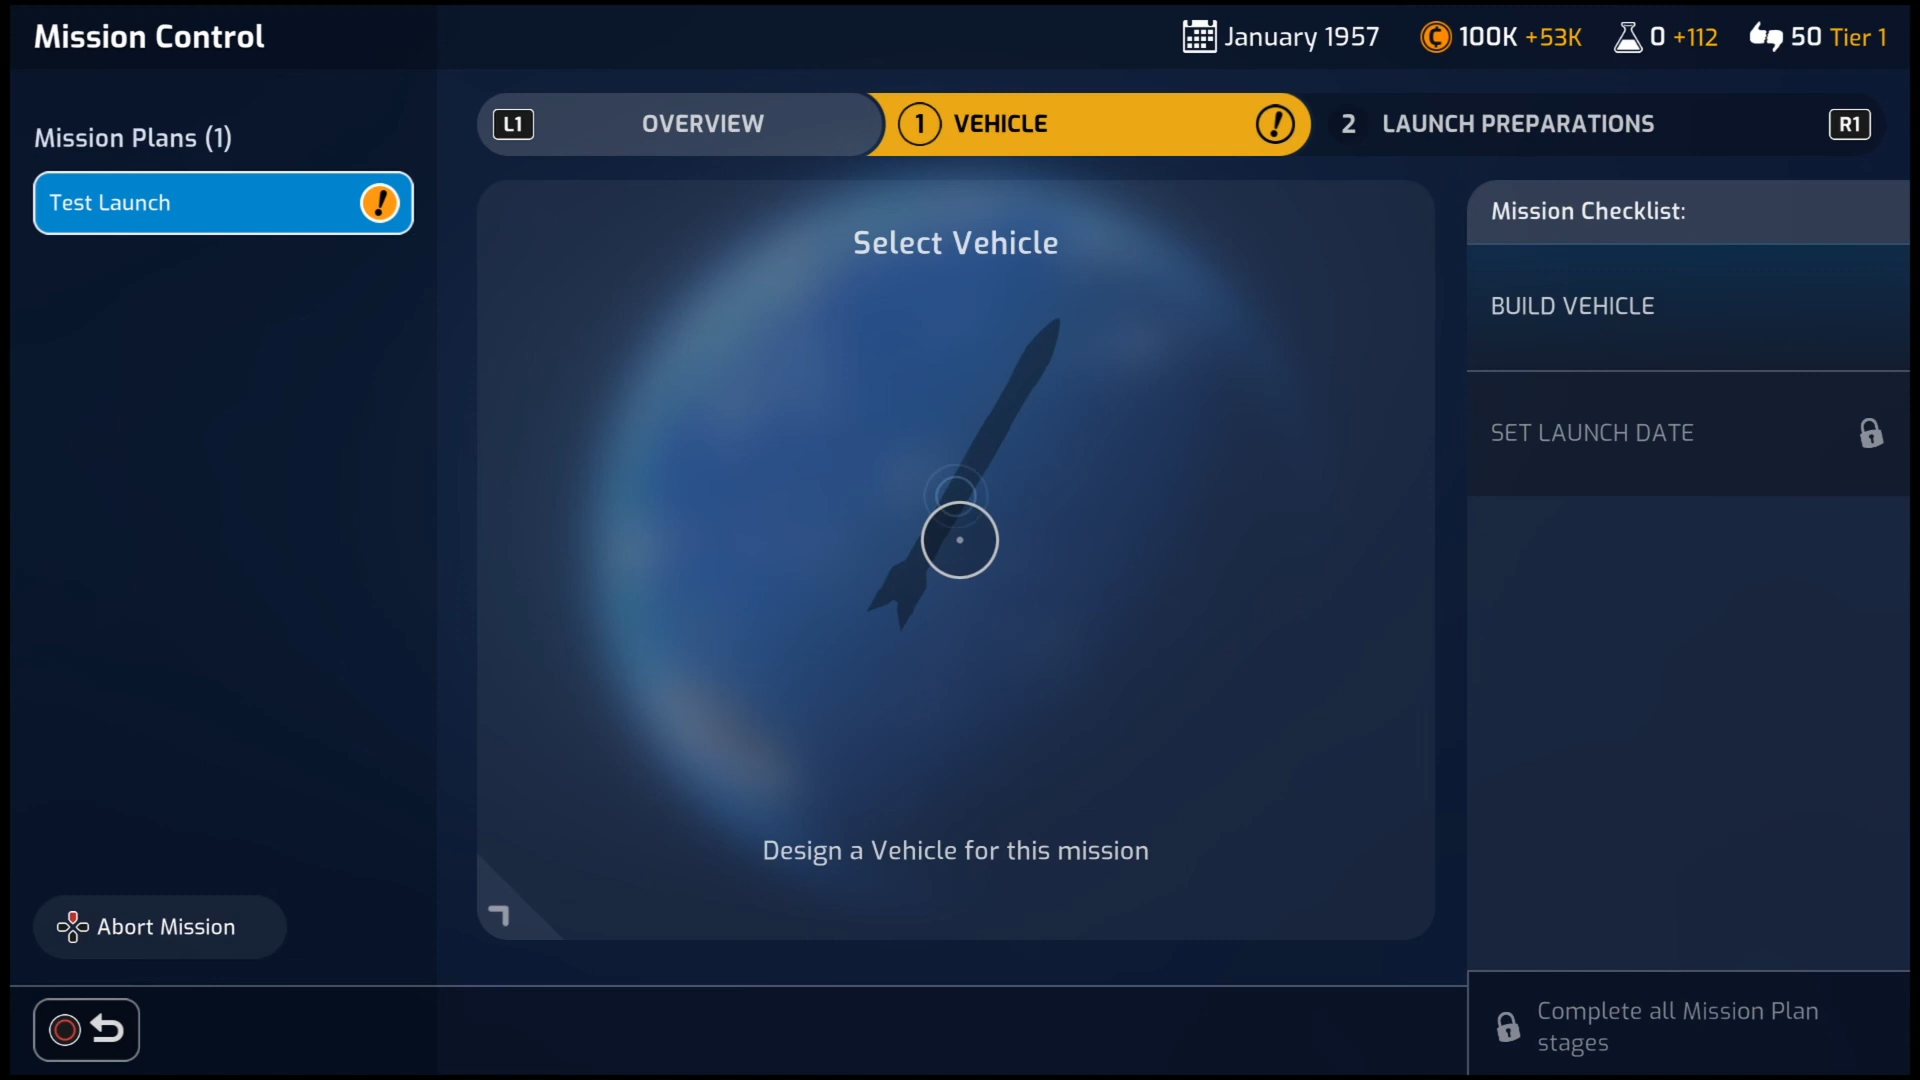 Mission Control
January 1957
100K +53K
0 +112
50 Tier 1
Mission Plans (1)
Test Launch
L1
OVERVIEW
1 VEHICLE
2 LAUNCH PREPARATIONS
R1
Select Vehicle
Design a Vehicle for this mission
Mission Checklist:
BUILD VEHICLE
SET LAUNCH DATE
Abort Mission
Complete all Mission Plan
stages